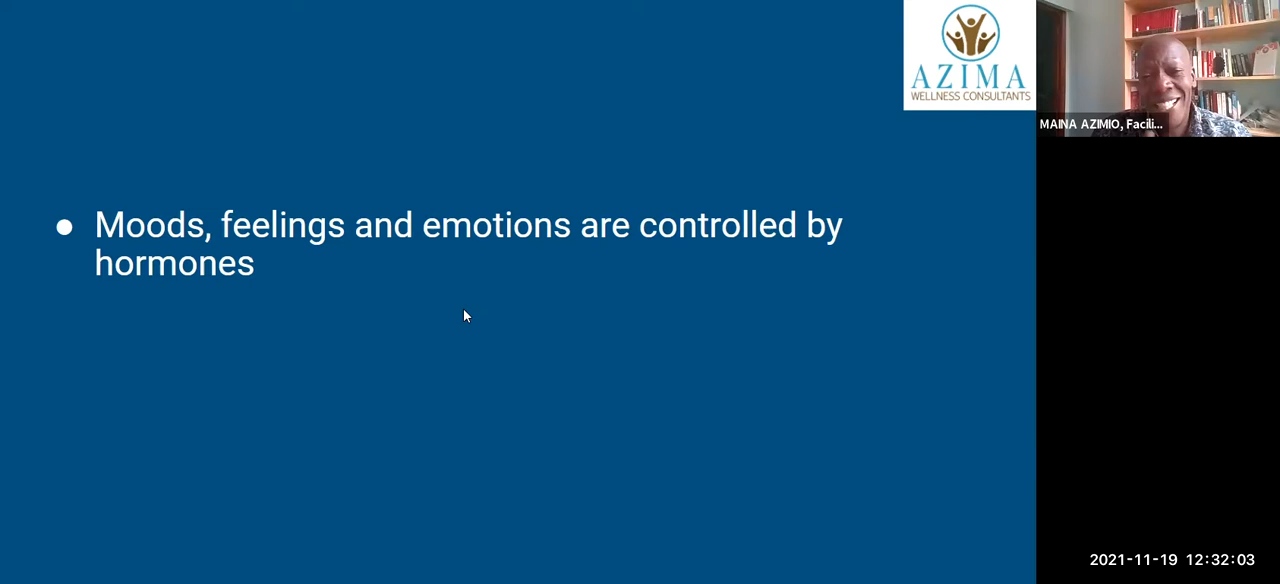 AZIMA
WELLNESS CONSULTANTS
MAINA AZIMIO, Facili...
● Moods, feelings and emotions are controlled by
hormones
2021-11-19 12:32:03